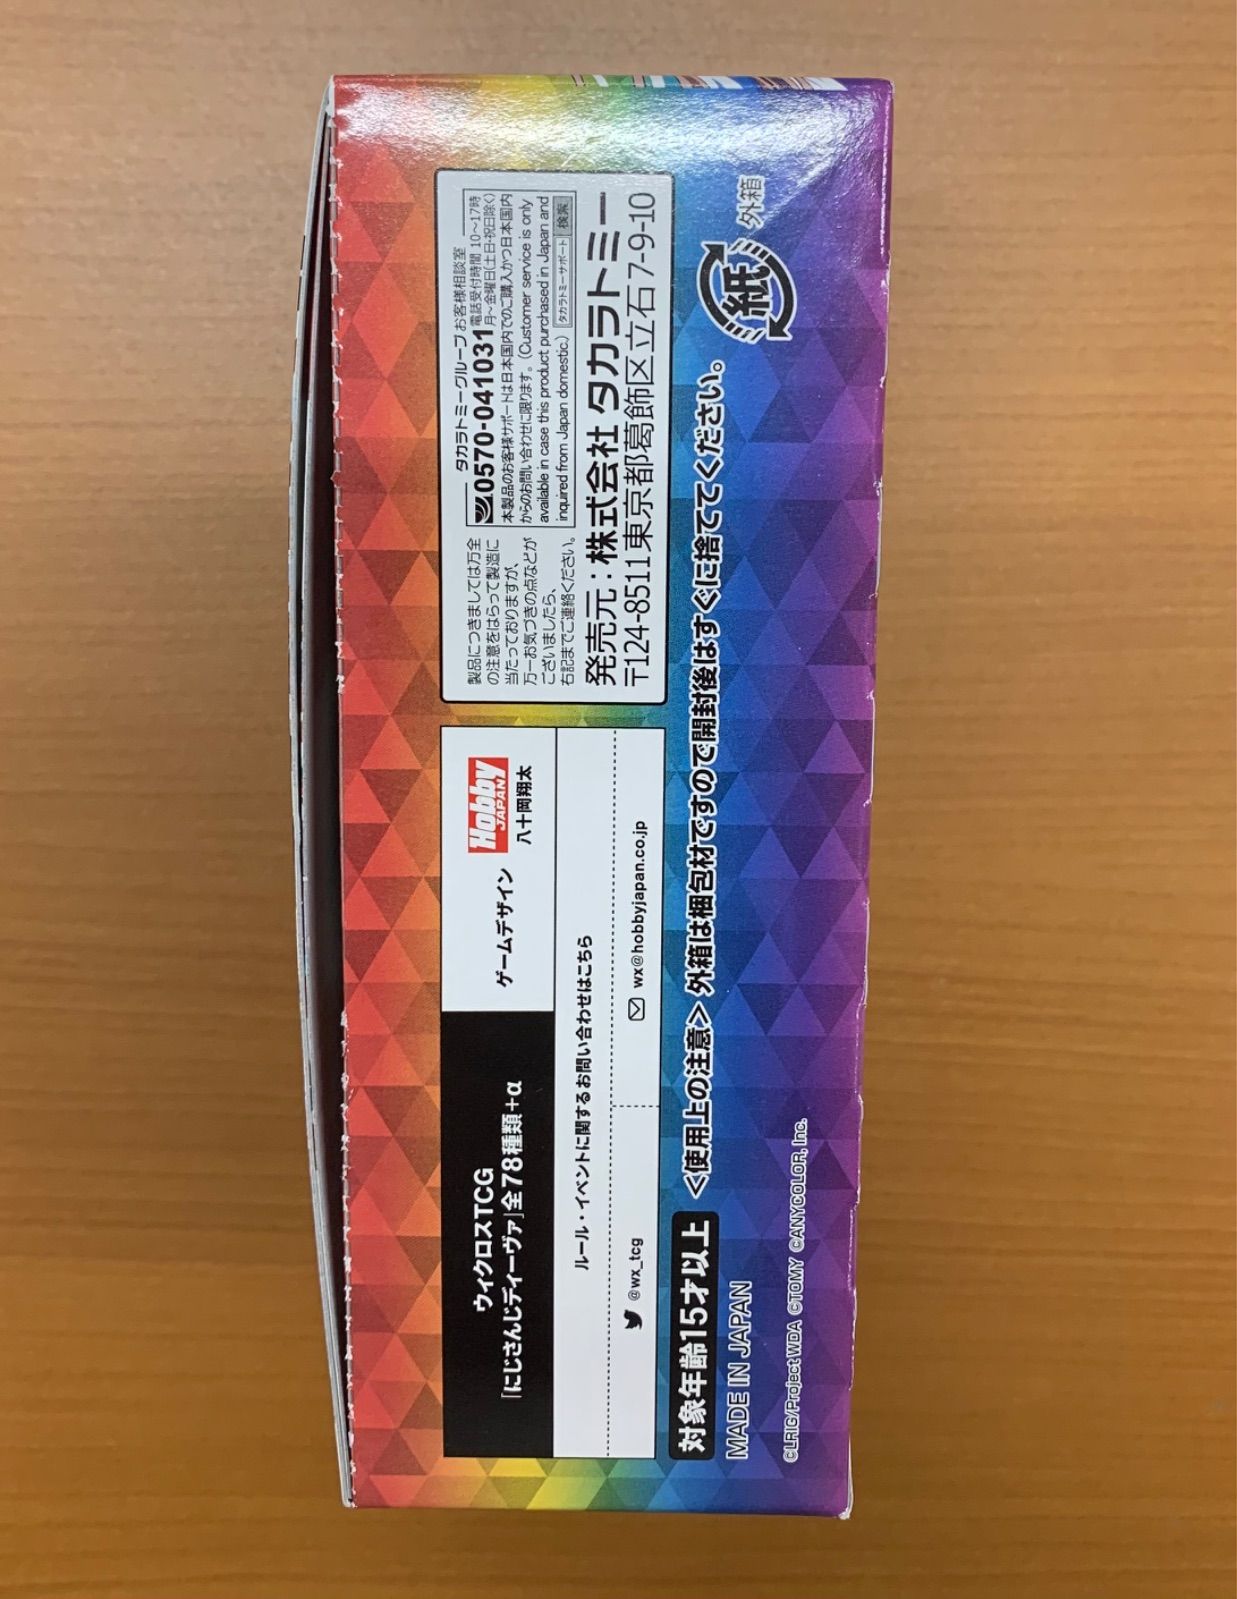 ウィクロスTCG
「にじさんじディーヴァ」全78種類+α
ゲームデザイン
Hobby
JAPAN
八十岡翔太
ルール・イベントに関するお問い合わせはこちら
@wx_tcg
wx@hobbyjapan.co.jp
製品につきましては万全
の注意をはらって製造に
当たっておりますが、
万一お気づきの点などが
ございましたら、
右記までご連絡ください。
タカラトミーグループお客様相談室
0570-041031
電話受付時間 10〜17時
月〜金曜日(土日・祝日除く)
本製品のお客様サポートは日本国内でのご購入かつ日本国内
からのお問い合わせに限ります。(Customer service is only
available in case this product purchased in Japan and
inquired from Japan domestic.)
タカラトミーサポート 検索
発売元：株式会社 タカラトミー
〒124-8511東京都葛飾区立石7-9-10
対象年齢15才以上
<使用上の注意> 外箱は梱包材ですので開封後はすぐに捨ててください。
MADE IN JAPAN
紙
外箱
©LRIG/Project WDA ©TOMY ©ANYCOLOR, Inc.